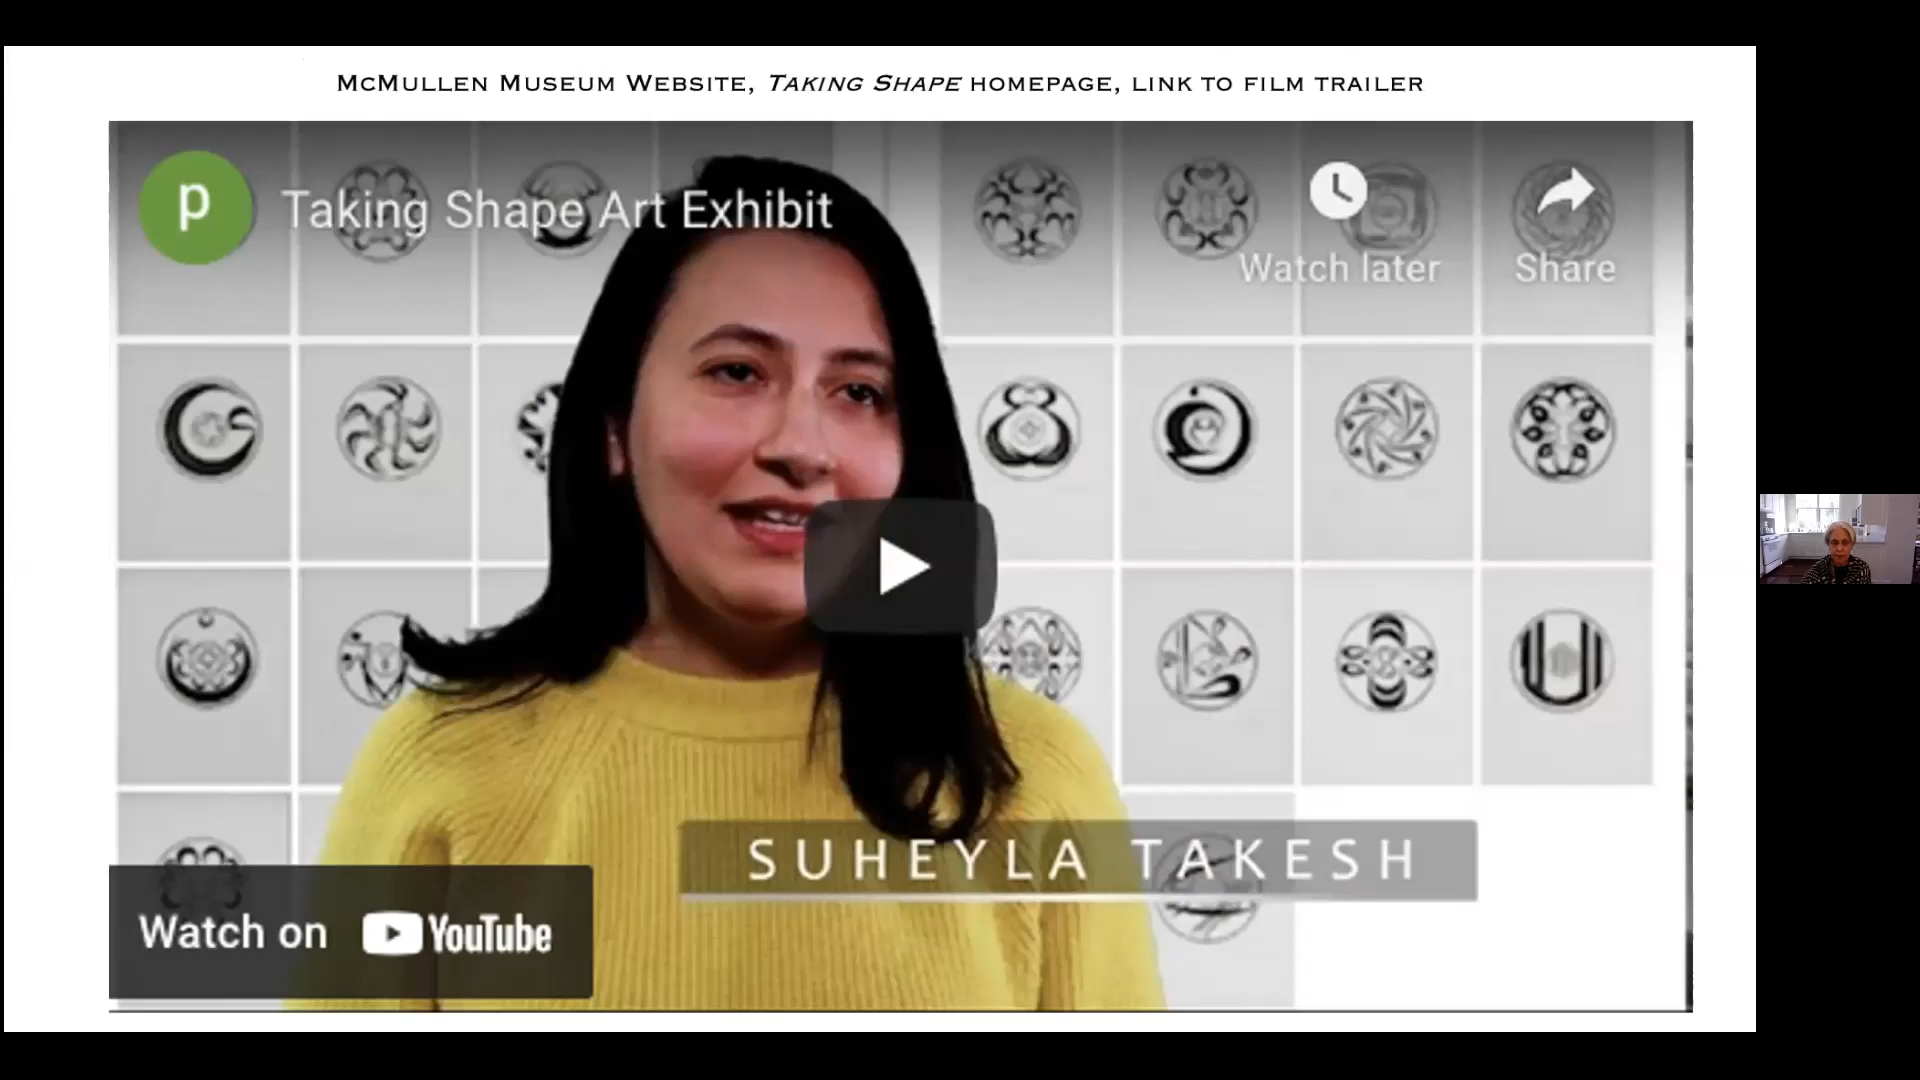 McMullen Museum Website, Taking Shape homepage, link to film trailer
p
Taking Shape Art Exhibit
Watch later
Share
SUHEYLA TAKESH
Watch on YouTube